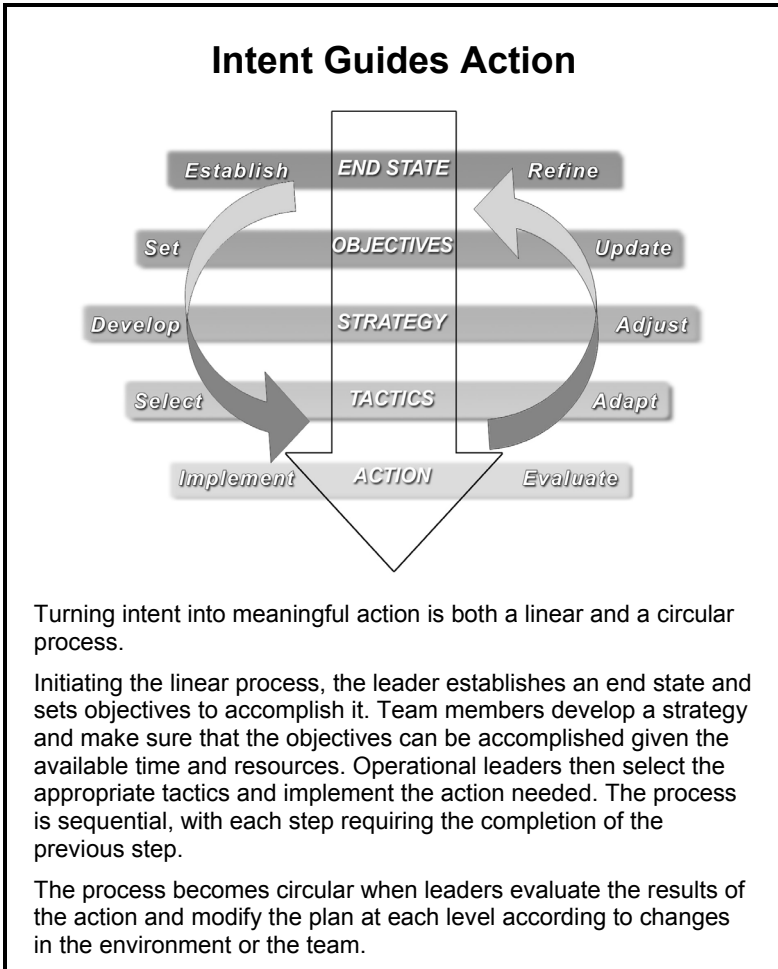 Intent Guides Action
Establish END STATE Refine
Set OBJECTIVES Update
Develop STRATEGY Adjust
Select TACTICS Adapt
Implement ACTION Evaluate
Turning intent into meaningful action is both a linear and a circular
process.
Initiating the linear process, the leader establishes an end state and
sets objectives to accomplish it. Team members develop a strategy
and make sure that the objectives can be accomplished given the
available time and resources. Operational leaders then select the
appropriate tactics and implement the action needed. The process
is sequential, with each step requiring the completion of the
previous step.
The process becomes circular when leaders evaluate the results of
the action and modify the plan at each level according to changes
in the environment or the team.